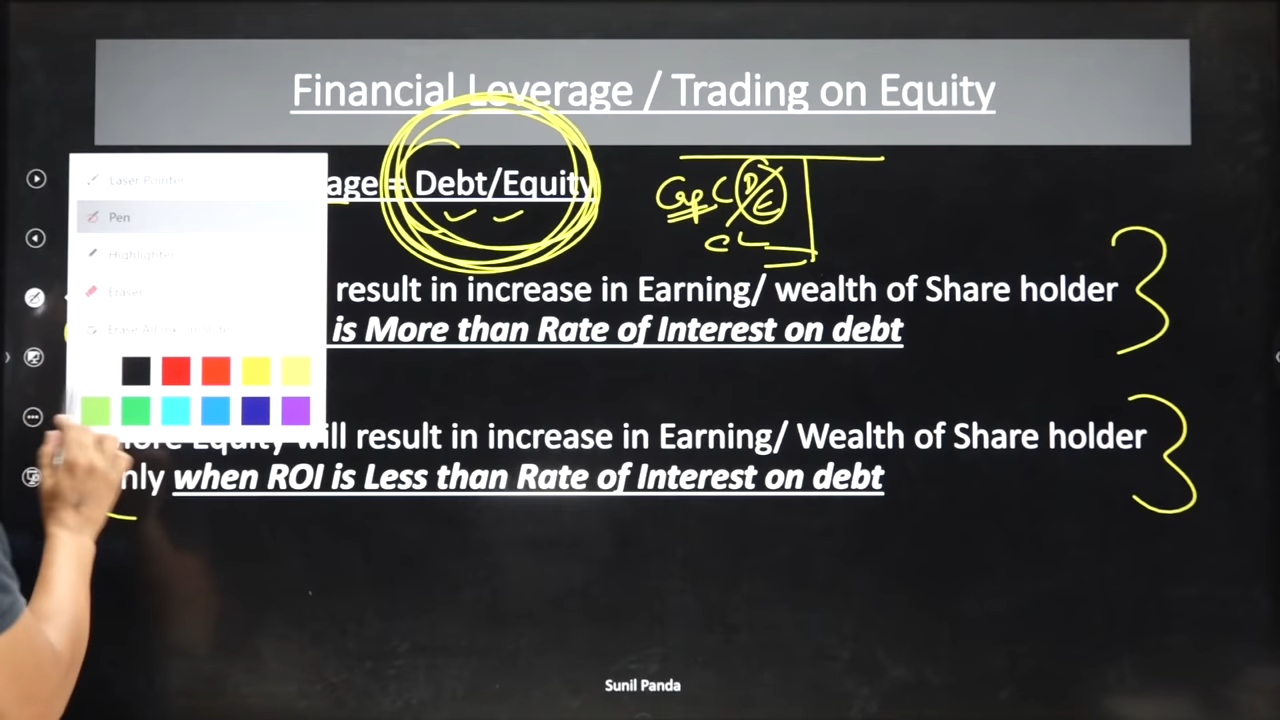 Financial Leverage / Trading on Equity
Laser Pointer
Pen
Highlighter
Eraser
age = Debt/Equity
Cap C D/E
result in increase in Earning/ wealth of Share holder
is More than Rate of Interest on debt
More Equity will result in increase in Earning/ Wealth of Share holder
nly when ROI is Less than Rate of Interest on debt
Sunil Panda